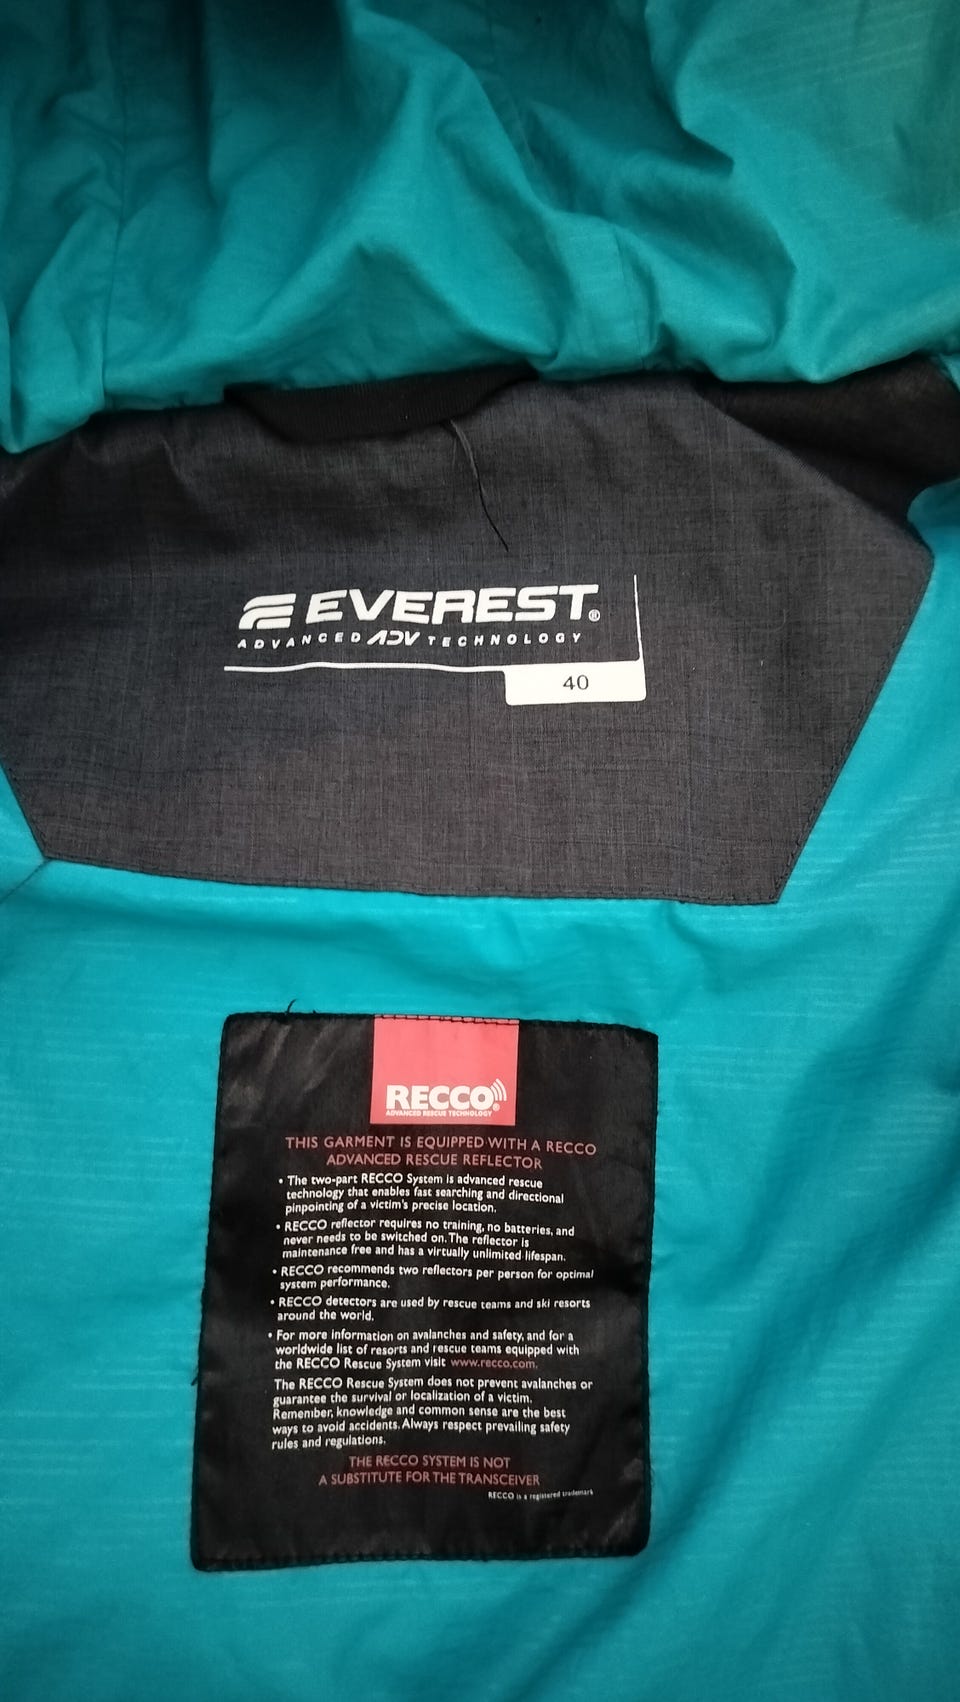 EVEREST®
ADVANCED ADV TECHNOLOGY
40
RECCO®
ADVANCED RESCUE TECHNOLOGY
THIS GARMENT IS EQUIPPED WITH A RECCO
ADVANCED RESCUE REFLECTOR
• The two-part RECCO System is advanced rescue
technology that enables fast searching and directional
pinpointing of a victim's precise location.
• RECCO reflector requires no training, no batteries, and
never needs to be switched on. The reflector is
maintenance free and has a virtually unlimited lifespan.
• RECCO recommends two reflectors per person for optimal
system performance.
• RECCO detectors are used by rescue teams and ski resorts
around the world.
• For more information on avalanches and safety, and for a
worldwide list of resorts and rescue teams equipped with
the RECCO Rescue System visit www.recco.com.
The RECCO Rescue System does not prevent avalanches or
guarantee the survival or localization of a victim.
Remember, knowledge and common sense are the best
ways to avoid accidents. Always respect prevailing safety
rules and regulations.
THE RECCO SYSTEM IS NOT
A SUBSTITUTE FOR THE TRANSCEIVER
RECCO is a registered trademark